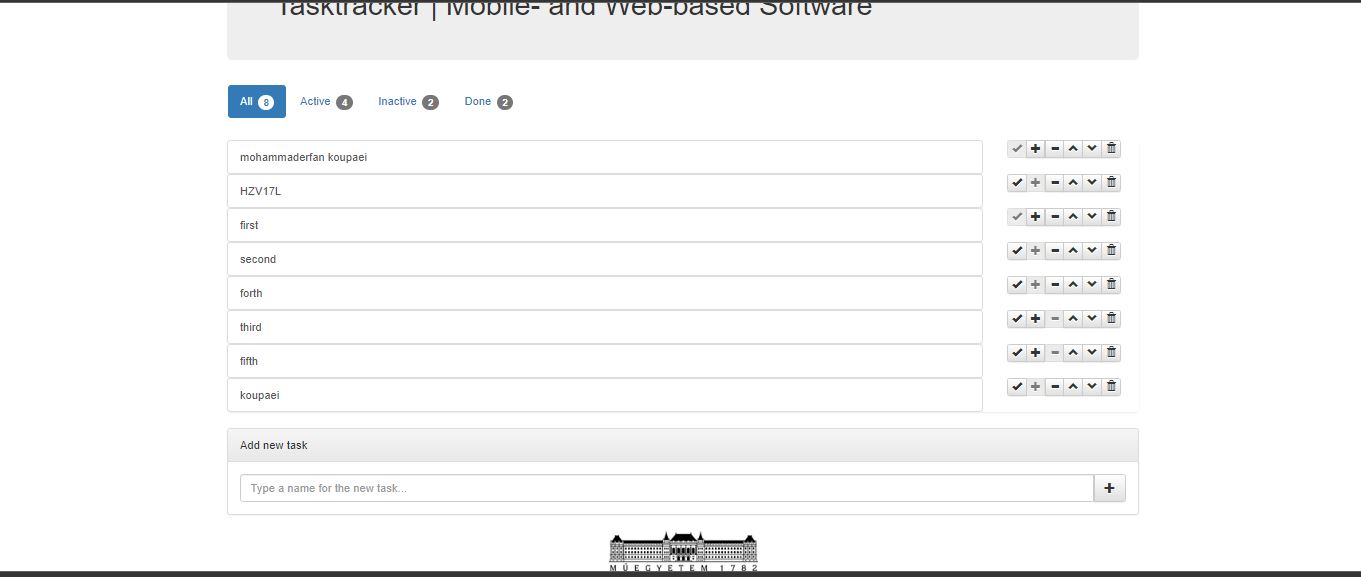 Tasktracker | Mobile- and Web-based Software
All 8 Active 4 Inactive 2 Done 2
mohammaderfan koupaei
HZV17L
first
second
forth
third
fifth
koupaei
Add new task
Type a name for the new task...
MŰEGYETEM 1782